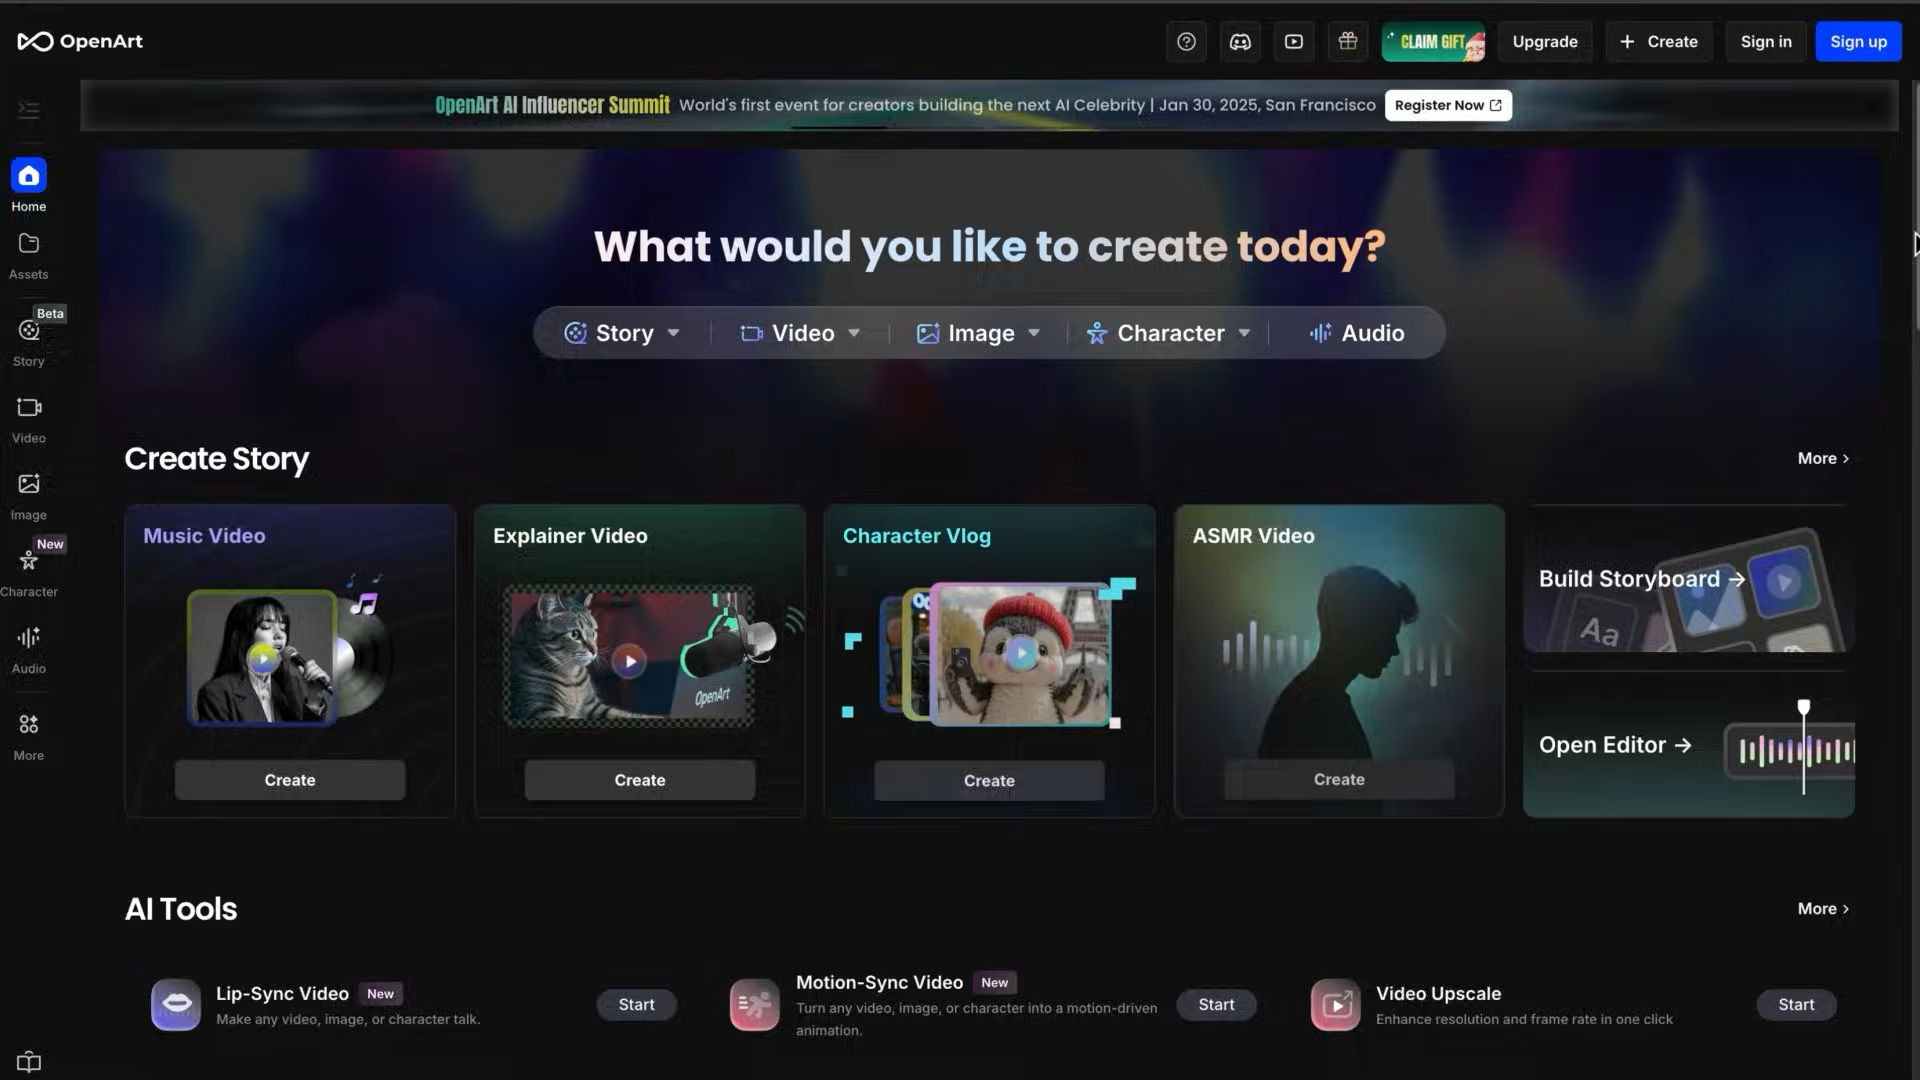 OpenArt
CLAIM GIFT
Upgrade
+ Create
Sign in
Sign up
OpenArt AI Influencer Summit World's first event for creators building the next AI Celebrity | Jan 30, 2025, San Francisco Register Now
Home
Assets
Beta
Story
Video
Image
New
Character
Audio
More
What would you like to create today?
Story
Video
Image
Character
Audio
Create Story
More >
Music Video
Create
Explainer Video
OpenArt
Create
Character Vlog
Create
ASMR Video
Create
Build Storyboard →
Aa
Open Editor →
AI Tools
More >
Lip-Sync Video New
Make any video, image, or character talk.
Start
Motion-Sync Video New
Turn any video, image, or character into a motion-driven
animation.
Start
Video Upscale
Enhance resolution and frame rate in one click
Start